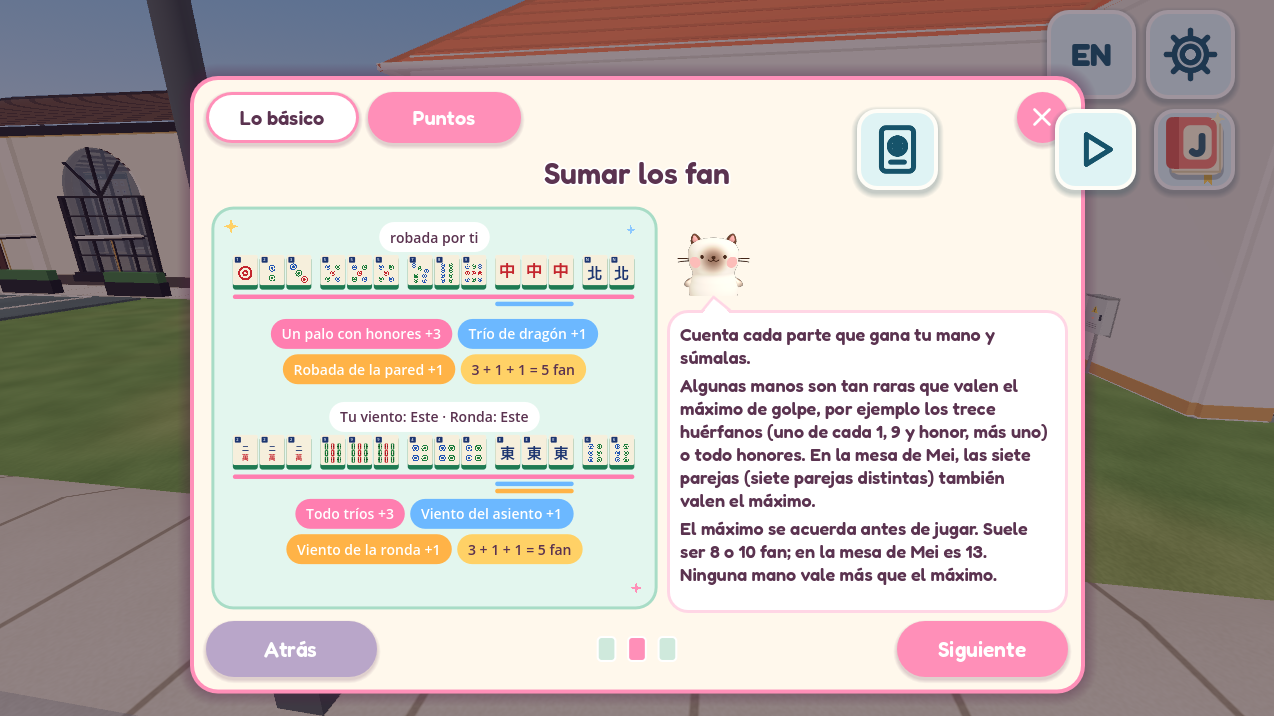 EN
Lo básico
Puntos
J
Sumar los fan
robada por ti
中 中 中 北 北
Un palo con honores +3
Trío de dragón +1
Robada de la pared +1
3 + 1 + 1 = 5 fan
Tu viento: Este · Ronda: Este
東 東 東
Todo tríos +3
Viento del asiento +1
Viento de la ronda +1
3 + 1 + 1 = 5 fan
Cuenta cada parte que gana tu mano y
súmalas.
Algunas manos son tan raras que valen el
máximo de golpe, por ejemplo los trece
huérfanos (uno de cada 1, 9 y honor, más uno)
o todo honores. En la mesa de Mei, las siete
parejas (siete parejas distintas) también
valen el máximo.
El máximo se acuerda antes de jugar. Suele
ser 8 o 10 fan; en la mesa de Mei es 13.
Ninguna mano vale más que el máximo.
Atrás
Siguiente